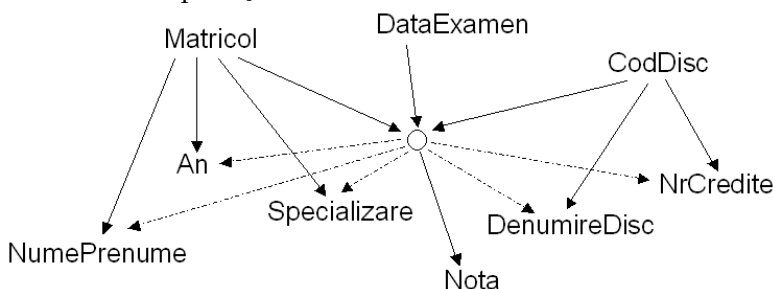 Matricol
DataExamen
CodDisc
An
NrCredite
Specializare
DenumireDisc
NumePrenume
Nota